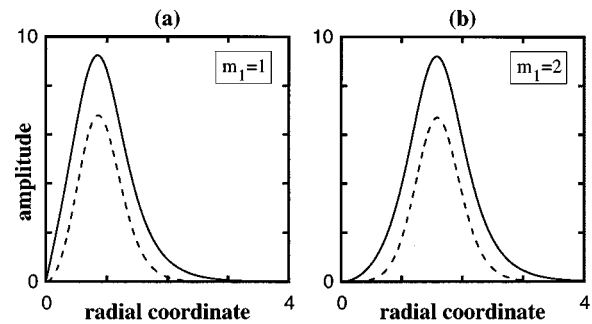 (a)
(b)
10
10
m1=1
m1=2
amplitude
0
0
0
4
0
4
radial coordinate
radial coordinate